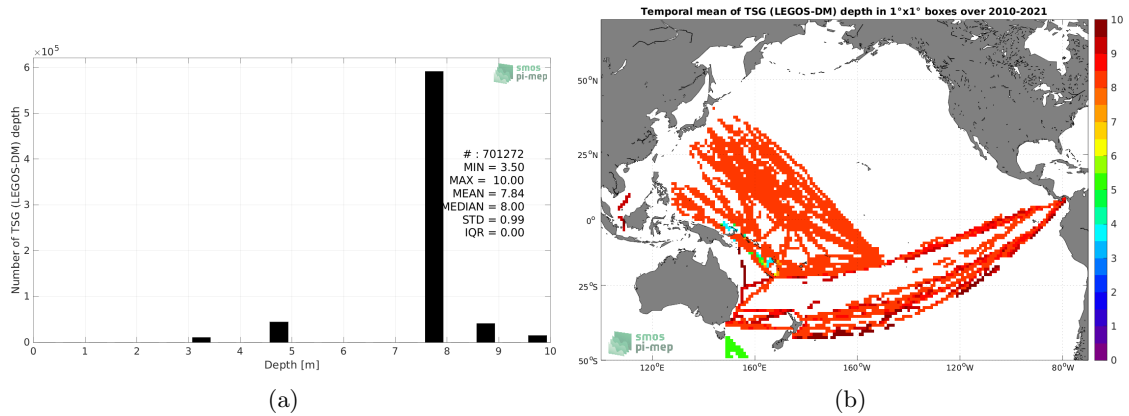 ×10^5
Number of TSG (LEGOS-DM) depth
6
5
4
3
2
1
0
smos
pi-mep
# : 701272
MIN = 3.50
MAX = 10.00
MEAN = 7.84
MEDIAN = 8.00
STD = 0.99
IQR = 0.00
0 1 2 3 4 5 6 7 8 9 10
Depth [m]
(a)
Temporal mean of TSG (LEGOS-DM) depth in 1°x1° boxes over 2010-2021
50°N
25°N
0°
25°S
50°S
smos
pi-mep
120°E 160°E 160°W 120°W 80°W
10
9
8
7
6
5
4
3
2
1
0
(b)